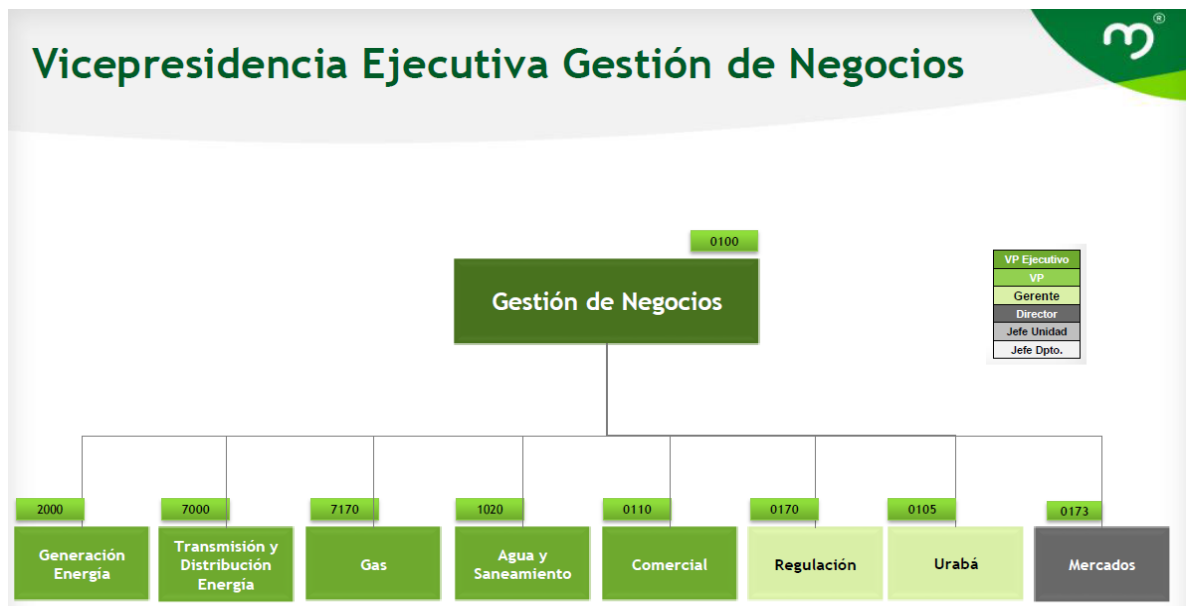 Vicepresidencia Ejecutiva Gestión de Negocios
®
0100
Gestión de Negocios
VP Ejecutivo
VP
Gerente
Director
Jefe Unidad
Jefe Dpto.
2000
7000
7170
1020
0110
0170
0105
0173
Generación
Energía
Transmisión y
Distribución
Energía
Gas
Agua y
Saneamiento
Comercial
Regulación
Urabá
Mercados